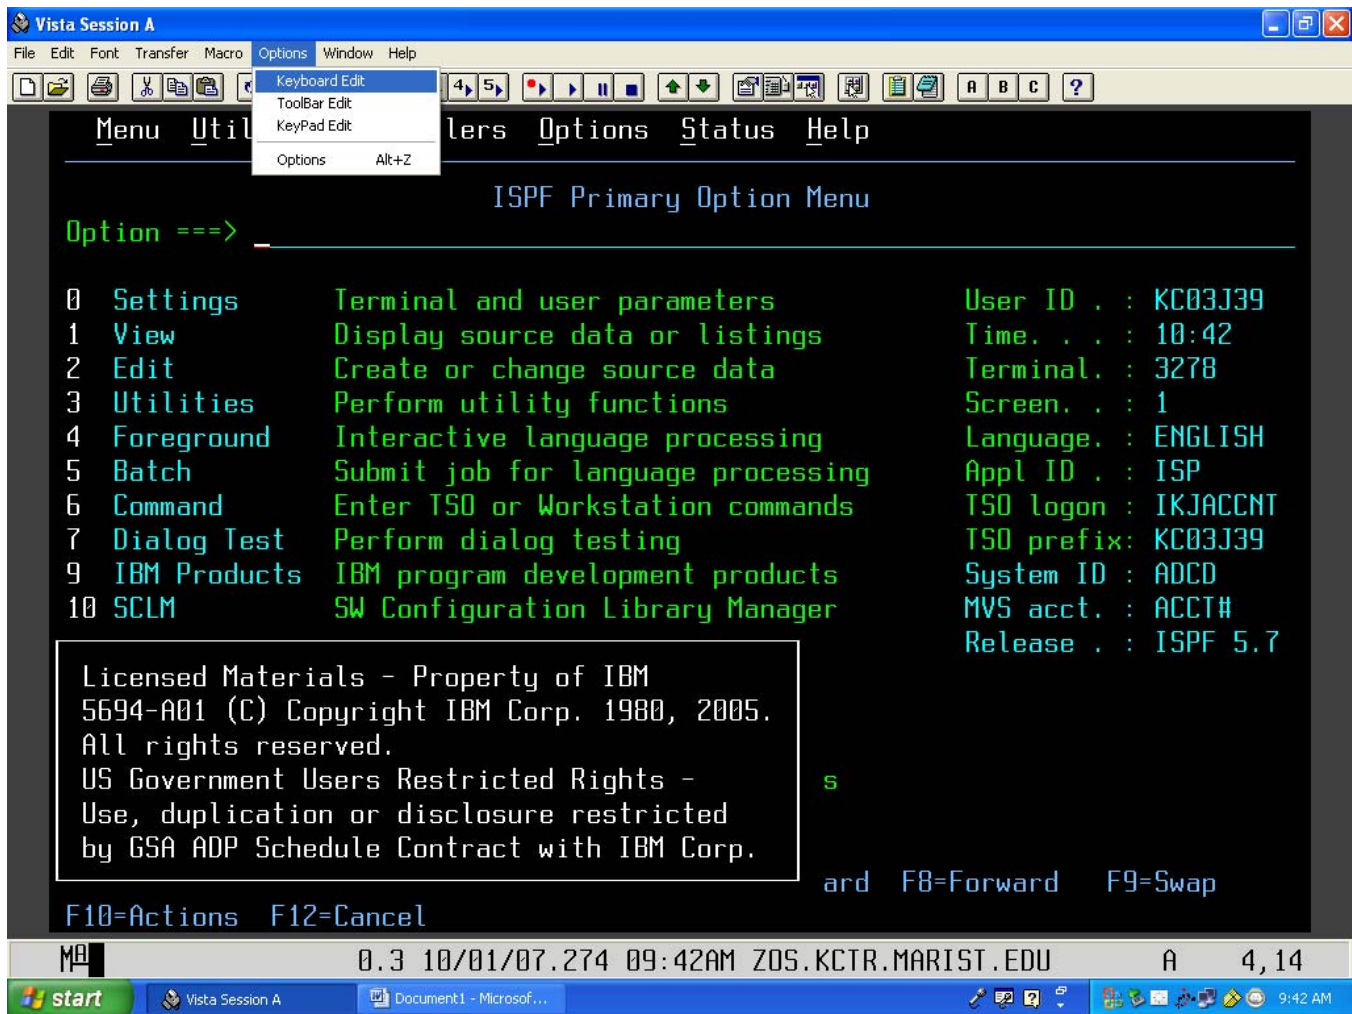 Vista Session A
File Edit Font Transfer Macro Options Window Help
Keyboard Edit
ToolBar Edit
KeyPad Edit
Options Alt+Z
4 5 A B C ?
Menu Util lers Options Status Help
ISPF Primary Option Menu
Option ===> _
0 Settings Terminal and user parameters User ID . : KC03J39
1 View Display source data or listings Time. . . : 10:42
2 Edit Create or change source data Terminal. : 3278
3 Utilities Perform utility functions Screen. . : 1
4 Foreground Interactive language processing Language. : ENGLISH
5 Batch Submit job for language processing Appl ID . : ISP
6 Command Enter TSO or Workstation commands TSO logon : IKJACCNT
7 Dialog Test Perform dialog testing TSO prefix: KC03J39
9 IBM Products IBM program development products System ID : ADCD
10 SCLM SW Configuration Library Manager MVS acct. : ACCT#
Release . : ISPF 5.7
Licensed Materials - Property of IBM
5694-A01 (C) Copyright IBM Corp. 1980, 2005.
All rights reserved.
US Government Users Restricted Rights - s
Use, duplication or disclosure restricted
by GSA ADP Schedule Contract with IBM Corp.
ard F8=Forward F9=Swap
F10=Actions F12=Cancel
MA 0.3 10/01/07.274 09:42AM ZOS.KCTR.MARIST.EDU A 4,14
start Vista Session A Document1 - Microsof... 9:42 AM